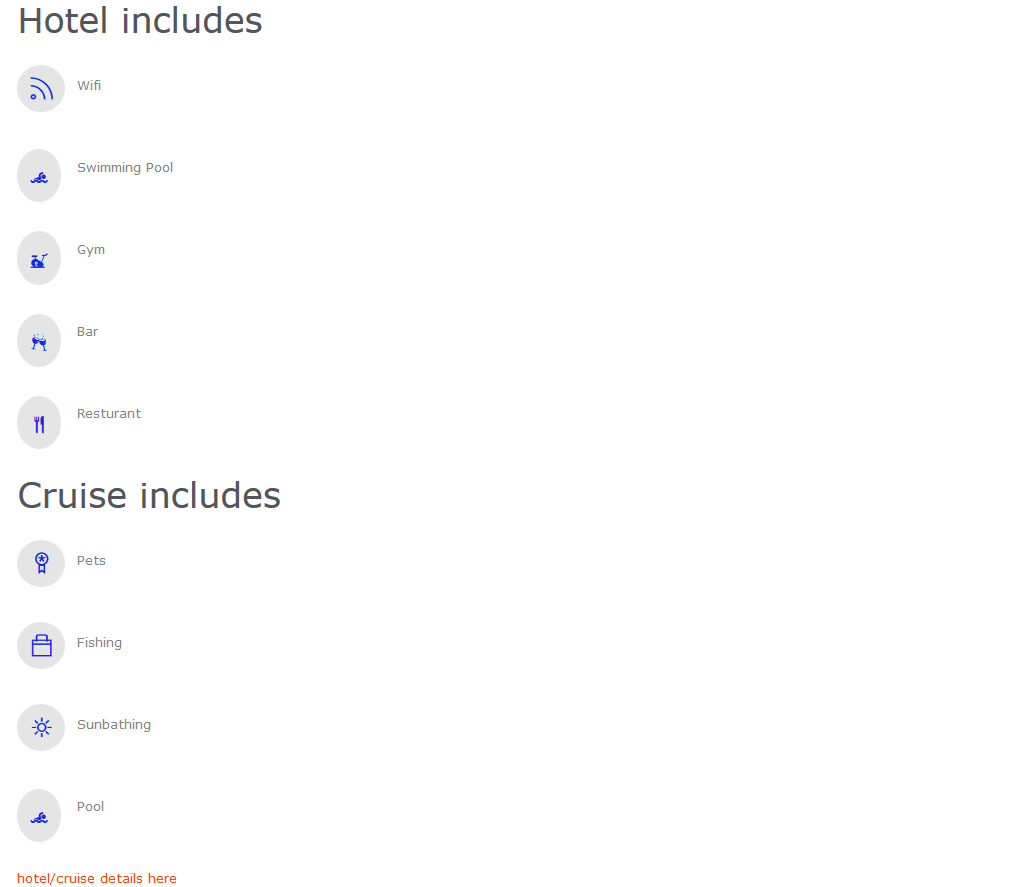 Hotel includes
Wifi
Swimming Pool
Gym
Bar
Resturant
Cruise includes
Pets
Fishing
Sunbathing
Pool
hotel/cruise details here